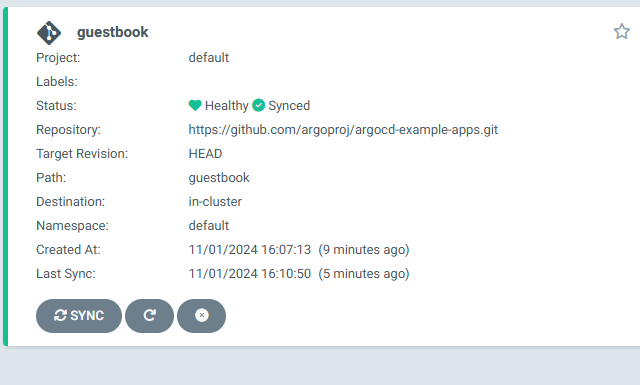 guestbook
Project: default
Labels:
Status: Healthy Synced
Repository: https://github.com/argoproj/argocd-example-apps.git
Target Revision: HEAD
Path: guestbook
Destination: in-cluster
Namespace: default
Created At: 11/01/2024 16:07:13 (9 minutes ago)
Last Sync: 11/01/2024 16:10:50 (5 minutes ago)
SYNC